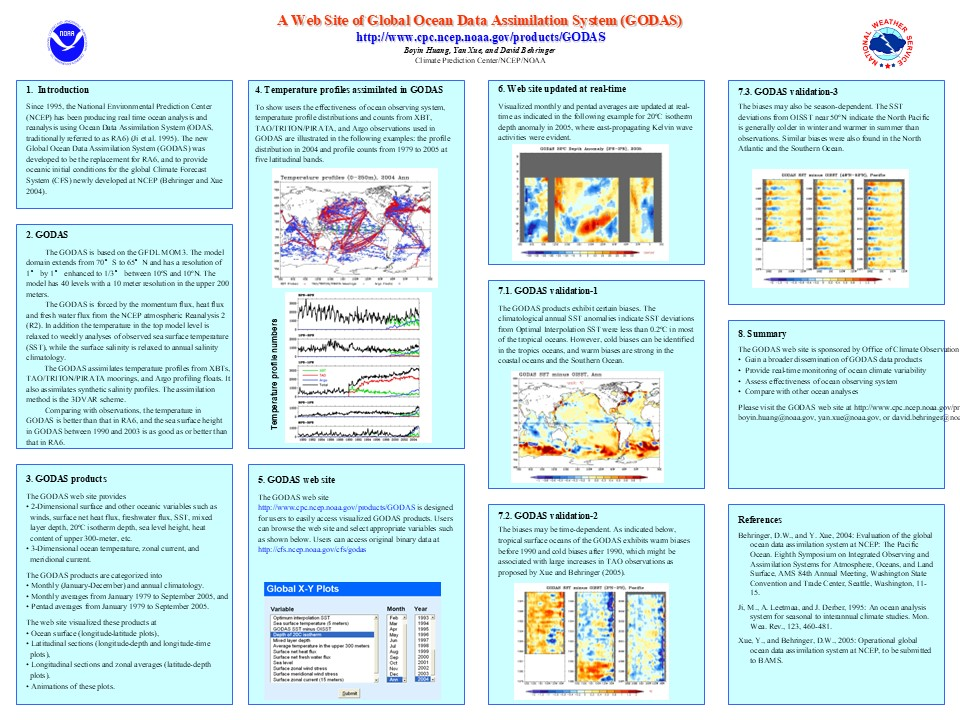 A Web Site of Global Ocean Data Assimilation System (GODAS)
http://www.cpc.ncep.noaa.gov/products/GODAS
Boyin Huang, Yan Xue, and David Behringer
Climate Prediction Center/NCEP/NOAA
NOAA
NATIONAL WEATHER SERVICE
1. Introduction
Since 1995, the National Environmental Prediction Center
(NCEP) has been producing real time ocean analysis and
reanalysis using Ocean Data Assimilation System (ODAS,
traditionally referred to as RA6) (Ji et al. 1995). The new
Global Ocean Data Assimilation System (GODAS) was
developed to be the replacement for RA6, and to provide
oceanic initial conditions for the global Climate Forecast
System (CFS) newly developed at NCEP (Behringer and Xue
2004).
2. GODAS
The GODAS is based on the GFDL MOM3. The model
domain extends from 70° S to 65° N and has a resolution of
1° by 1° enhanced to 1/3° between 10ºS and 10ºN. The
model has 40 levels with a 10 meter resolution in the upper 200
meters.
The GODAS is forced by the momentum flux, heat flux
and fresh water flux from the NCEP atmospheric Reanalysis 2
(R2). In addition the temperature in the top model level is
relaxed to weekly analyses of observed sea surface temperature
(SST), while the surface salinity is relaxed to annual salinity
climatology.
The GODAS assimilates temperature profiles from XBTs,
TAO/TRITON/PIRATA moorings, and Argo profiling floats. It
also assimilates synthetic salinity profiles. The assimilation
method is the 3DVAR scheme.
Comparing with observations, the temperature in
GODAS is better than that in RA6, and the sea surface height
in GODAS between 1990 and 2003 is as good as or better than
that in RA6.
3. GODAS products
The GODAS web site provides
• 2-Dimensional surface and other oceanic variables such as
winds, surface net heat flux, freshwater flux, SST, mixed
layer depth, 20ºC isotherm depth, sea level height, heat
content of upper 300-meter, etc.
• 3-Dimensional ocean temperature, zonal current, and
meridional current.
The GODAS products are categorized into
• Monthly (January-December) and annual climatology.
• Monthly averages from January 1979 to September 2005, and
• Pentad averages from January 1979 to September 2005.
The web site visualized these products at
• Ocean surface (longitude-latitude plots),
• Latitudinal sections (longitude-depth and longitude-time
plots),
• Longitudinal sections and zonal averages (latitude-depth
plots).
• Animations of these plots.
4. Temperature profiles assimilated in GODAS
To show users the effectiveness of ocean observing system,
temperature profile distributions and counts from XBT,
TAO/TRITON/PIRATA, and Argo observations used in
GODAS are illustrated in the following examples: the profile
distribution in 2004 and profile counts from 1979 to 2005 at
five latitudinal bands.
Temperature profiles (0-250m), 2004 Ann
Temperature profile numbers
5. GODAS web site
The GODAS web site
http://www.cpc.ncep.noaa.gov/products/GODAS is designed
for users to easily access visualized GODAS products. Users
can browse the web site and select appropriate variables such
as shown below. Users can access original binary data at
http://cfs.ncep.noaa.gov/cfs/godas
Global X-Y Plots
Variable Month Year
Optimum interpolation SST Feb 1993
Sea surface temperature (5 meters) Mar 1994
GODAS SST minus OISST Apr 1995
Depth of 20C isotherm May 1996
Mixed layer depth Jun 1997
Average temperature in the upper 300 meters Jul 1998
Surface net heat flux Aug 1999
Surface net fresh water flux Sep 2000
Sea level Oct 2001
Surface zonal wind stress Nov 2002
Surface meridional wind stress Dec 2003
Surface zonal current (15 meters) Ann 2004
Submit
6. Web site updated at real-time
Visualized monthly and pentad averages are updated at real-
time as indicated in the following example for 20ºC isotherm
depth anomaly in 2005, where east-propagating Kelvin wave
activities were evident.
7.1. GODAS validation-1
The GODAS products exhibit certain biases. The
climatological annual SST anomalies indicate SST deviations
from Optimal Interpolation SST were less than 0.2ºC in most
of the tropical oceans. However, cold biases can be identified
in the tropics oceans, and warm biases are strong in the
coastal oceans and the Southern Ocean.
GODAS SST minus OISST, Ann
7.2. GODAS validation-2
The biases may be time-dependent. As indicated below,
tropical surface oceans of the GODAS exhibits warm biases
before 1990 and cold biases after 1990, which might be
associated with large increases in TAO observations as
proposed by Xue and Behringer (2005).
7.3. GODAS validation-3
The biases may also be season-dependent. The SST
deviations from OISST near 50°N indicate the North Pacific
is generally colder in winter and warmer in summer than
observations. Similar biases were also found in the North
Atlantic and the Southern Ocean.
8. Summary
The GODAS web site is sponsored by Office of Climate Observation
• Gain a broader dissemination of GODAS data products
• Provide real-time monitoring of ocean climate variability
• Assess effectiveness of ocean observing system
• Compare with other ocean analyses
Please visit the GODAS web site at http://www.cpc.ncep.noaa.gov/pr
boyin.huang@noaa.gov, yan.xue@noaa.gov, or david.behringer@noa
References
Behringer, D.W., and Y. Xue, 2004: Evaluation of the global
ocean data assimilation system at NCEP: The Pacific
Ocean. Eighth Symposium on Integrated Observing and
Assimilation Systems for Atmosphere, Oceans, and Land
Surface, AMS 84th Annual Meeting, Washington State
Convention and Trade Center, Seattle, Washington, 11-
15.
Ji, M., A. Leetmaa, and J. Derber, 1995: An ocean analysis
system for seasonal to interannual climate studies. Mon.
Wea. Rev., 123, 460-481.
Xue, Y., and Behringer, D.W., 2005: Operational global
ocean data assimilation system at NCEP, to be submitted
to BAMS.